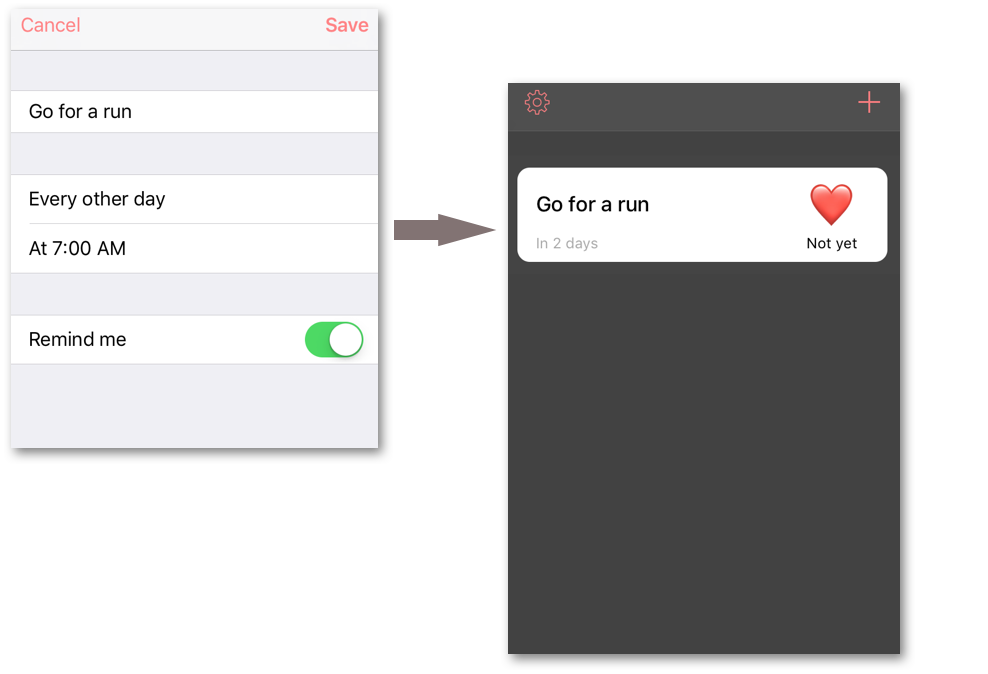 Cancel Save
Go for a run
Every other day
At 7:00 AM
Remind me
Go for a run
In 2 days
Not yet